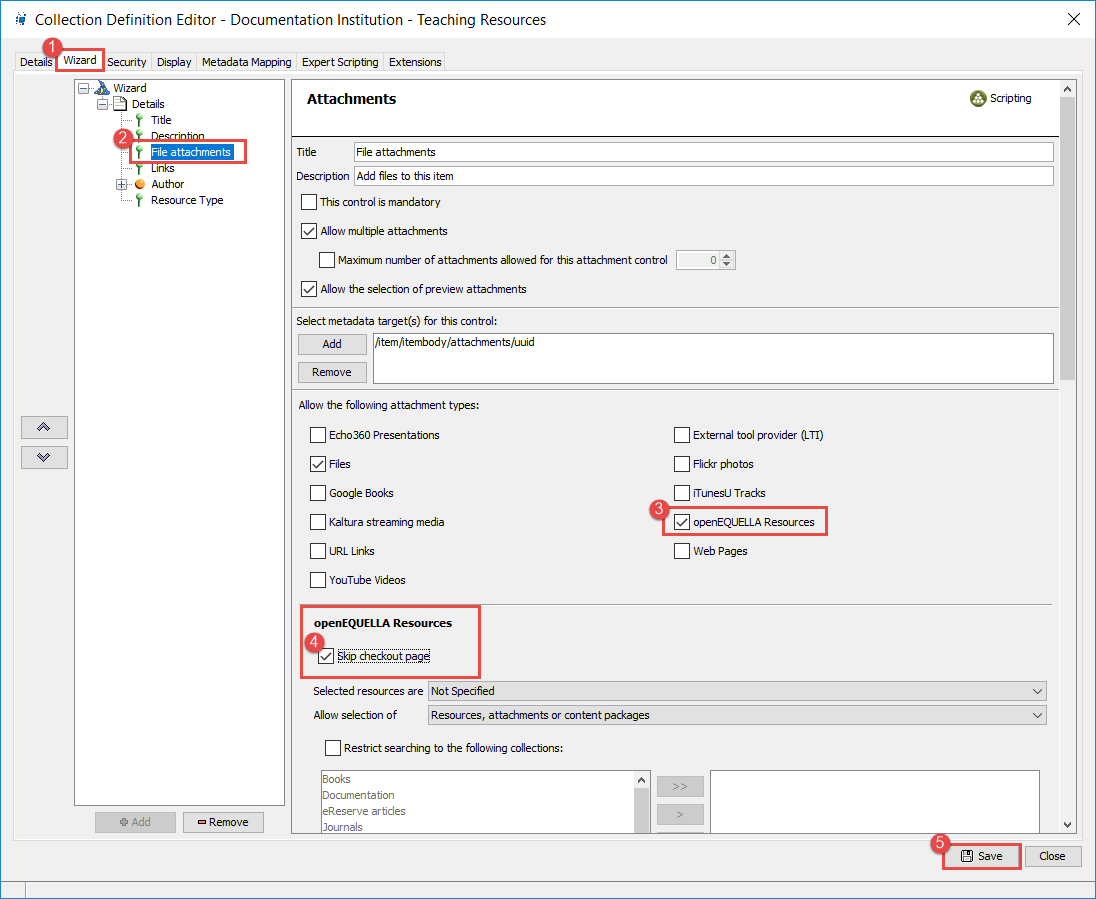 Collection Definition Editor - Documentation Institution - Teaching Resources
1
Details Wizard Security Display Metadata Mapping Expert Scripting Extensions
Wizard
Details
Title
Description
2
File attachments
Links
Author
Resource Type
Add Remove
Attachments Scripting
Title File attachments
Description Add files to this item
This control is mandatory
Allow multiple attachments
Maximum number of attachments allowed for this attachment control 0
Allow the selection of preview attachments
Select metadata target(s) for this control:
Add /item/itembody/attachments/uuid
Remove
Allow the following attachment types:
Echo360 Presentations External tool provider (LTI)
Files Flickr photos
Google Books iTunesU Tracks
3
Kaltura streaming media openEQUELLA Resources
URL Links Web Pages
YouTube Videos
openEQUELLA Resources
4
Skip checkout page
Selected resources are Not Specified
Allow selection of Resources, attachments or content packages
Restrict searching to the following collections:
Books
>>
Documentation
eReserve articles
>
Journals
5
Save Close